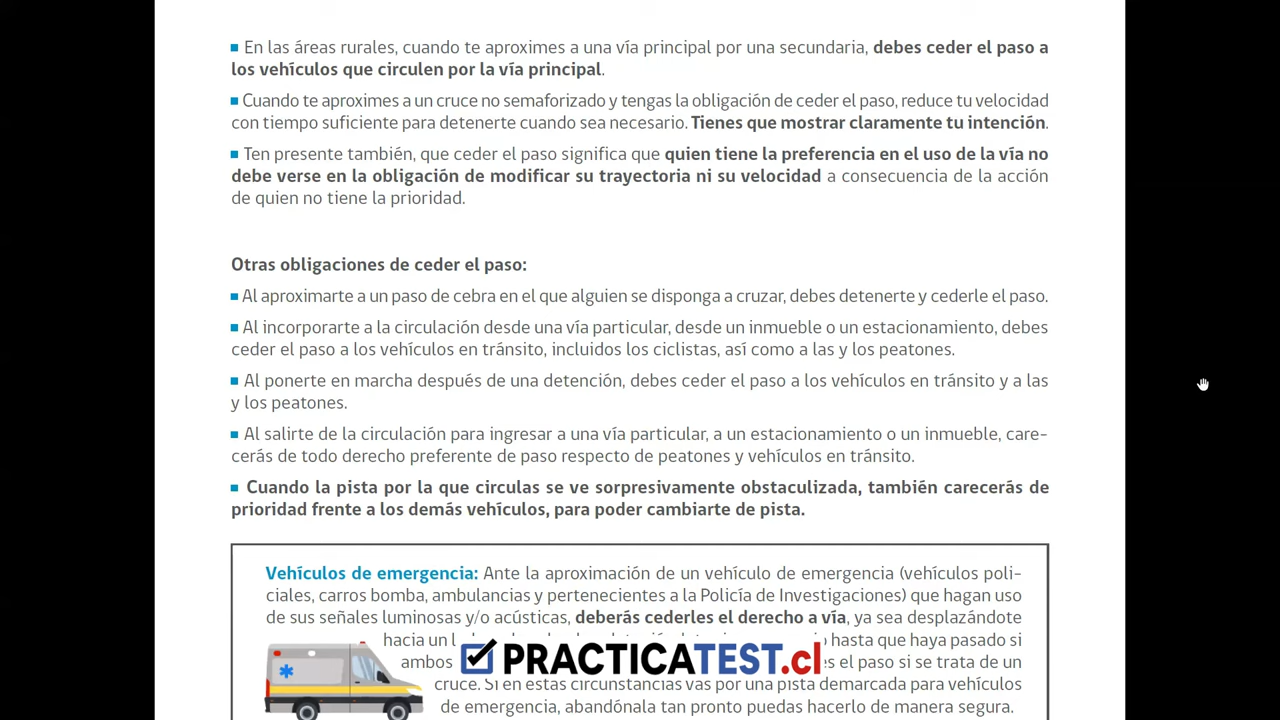 ▪ En las áreas rurales, cuando te aproximes a una vía principal por una secundaria, debes ceder el paso a
los vehículos que circulen por la vía principal.
▪ Cuando te aproximes a un cruce no semaforizado y tengas la obligación de ceder el paso, reduce tu velocidad
con tiempo suficiente para detenerte cuando sea necesario. Tienes que mostrar claramente tu intención.
▪ Ten presente también, que ceder el paso significa que quien tiene la preferencia en el uso de la vía no
debe verse en la obligación de modificar su trayectoria ni su velocidad a consecuencia de la acción
de quien no tiene la prioridad.
Otras obligaciones de ceder el paso:
▪ Al aproximarte a un paso de cebra en el que alguien se disponga a cruzar, debes detenerte y cederle el paso.
▪ Al incorporarte a la circulación desde una vía particular, desde un inmueble o un estacionamiento, debes
ceder el paso a los vehículos en tránsito, incluidos los ciclistas, así como a las y los peatones.
▪ Al ponerte en marcha después de una detención, debes ceder el paso a los vehículos en tránsito y a las
y los peatones.
▪ Al salirte de la circulación para ingresar a una vía particular, a un estacionamiento o un inmueble, care-
cerás de todo derecho preferente de paso respecto de peatones y vehículos en tránsito.
▪ Cuando la pista por la que circulas se ve sorpresivamente obstaculizada, también carecerás de
prioridad frente a los demás vehículos, para poder cambiarte de pista.
Vehículos de emergencia: Ante la aproximación de un vehículo de emergencia (vehículos poli-
ciales, carros bomba, ambulancias y pertenecientes a la Policía de Investigaciones) que hagan uso
de sus señales luminosas y/o acústicas, deberás cederles el derecho a vía, ya sea desplazándote
hacia un hasta que haya pasado si
ambos el paso si se trata de un
PRACTICATEST.cl
cruce. Si en estas circunstancias vas por una pista demarcada para vehículos
de emergencia, abandónala tan pronto puedas hacerlo de manera segura.